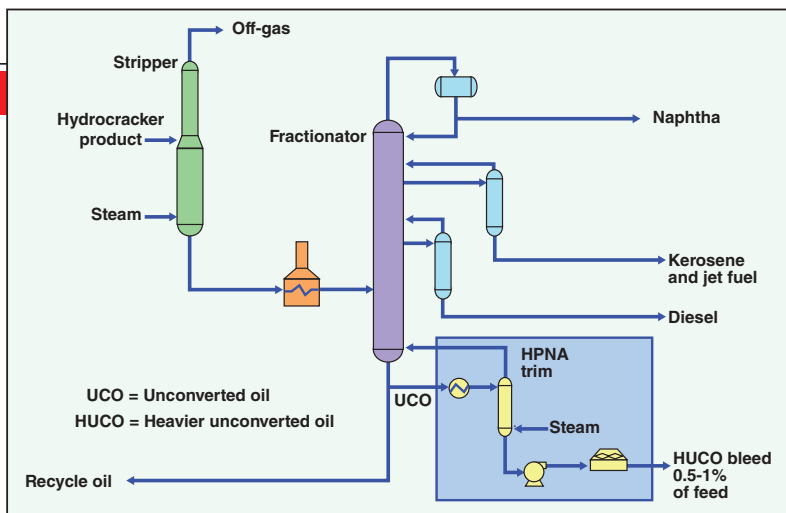 Off-gas
Stripper
Hydrocracker
product
Fractionator
Naphtha
Steam
Kerosene
and jet fuel
Diesel
HPNA
trim
UCO = Unconverted oil
UCO
HUCO = Heavier unconverted oil
Steam
Recycle oil
HUCO bleed
0.5-1%
of feed